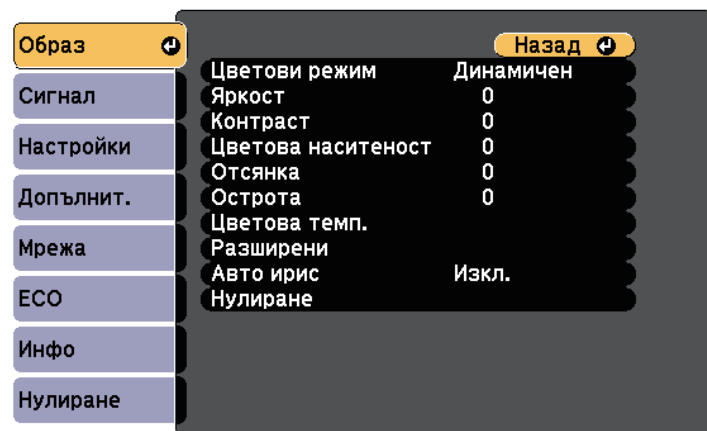 Образ
Сигнал
Настройки
Допълнит.
Мрежа
ECO
Инфо
Нулиране
Назад
Цветови режим Динамичен
Яркост 0
Контраст 0
Цветова наситеност 0
Отсянка 0
Острота 0
Цветова темп.
Разширени
Авто ирис Изкл.
Нулиране